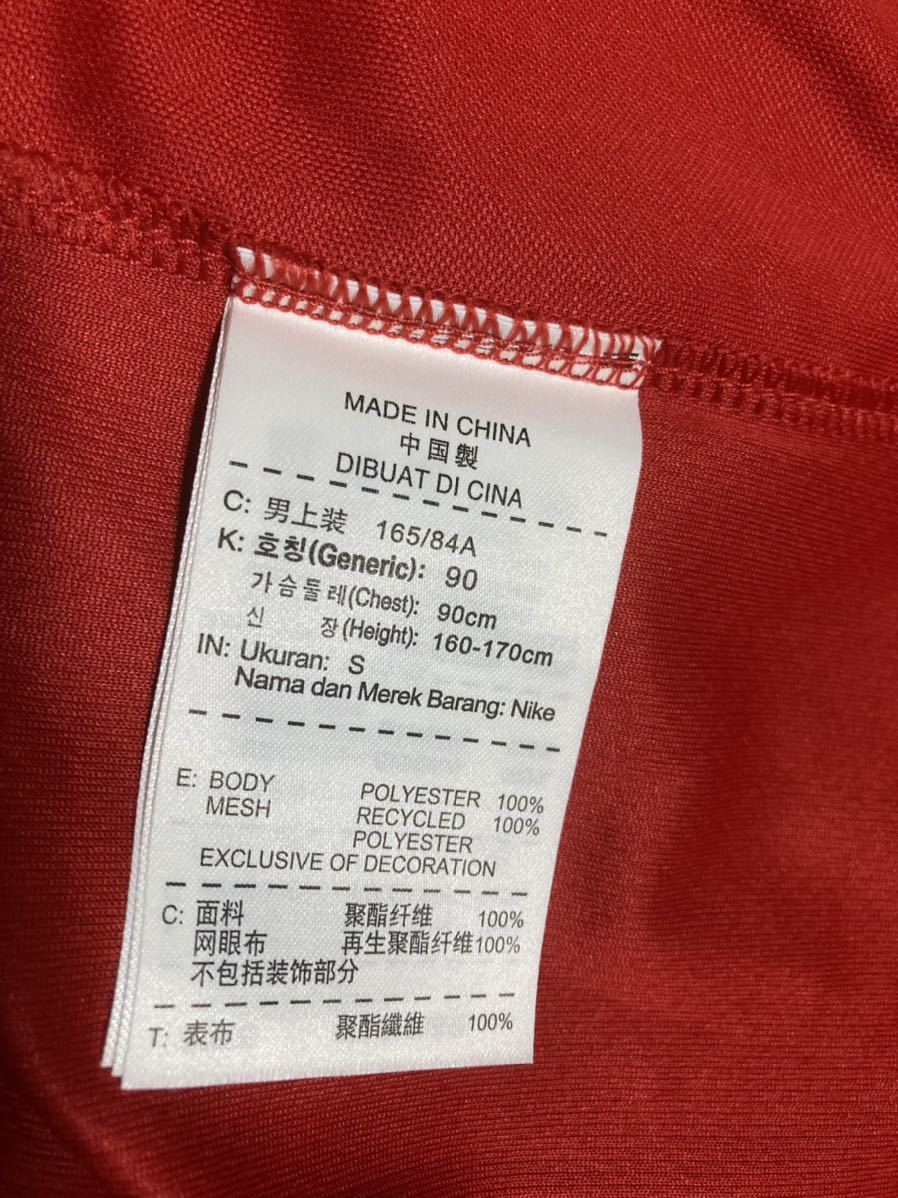 MADE IN CHINA
中国製
DIBUAT DI CINA
C: 男上装 165/84A
K: 호칭(Generic): 90
가슴둘레(Chest): 90cm
신 장(Height): 160-170cm
IN: Ukuran: S
Nama dan Merek Barang: Nike
E: BODY POLYESTER 100%
MESH RECYCLED 100%
POLYESTER
EXCLUSIVE OF DECORATION
C: 面料 聚酯纤维 100%
网眼布 再生聚酯纤维100%
不包括装饰部分
T: 表布 聚酯纖維 100%